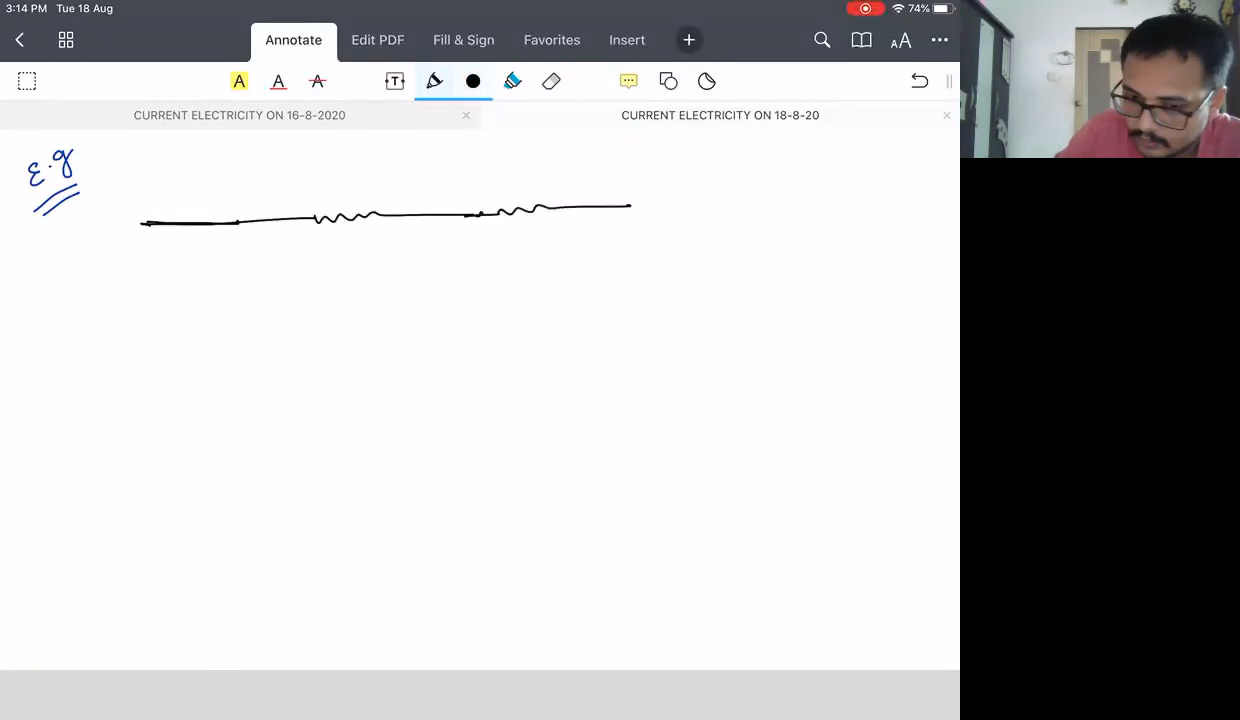 3:14 PM Tue 18 Aug 74%
Annotate Edit PDF Fill & Sign Favorites Insert
A A A T
CURRENT ELECTRICITY ON 16-8-2020 CURRENT ELECTRICITY ON 18-8-20
E.g